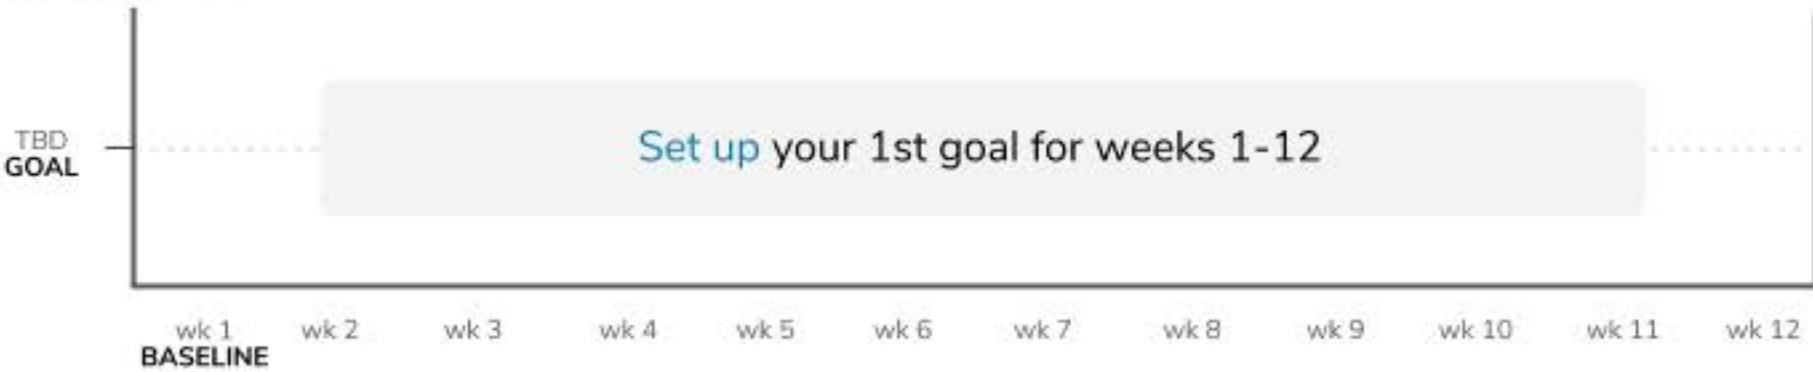 TBD
GOAL
Set up your 1st goal for weeks 1-12
wk 1 wk 2 wk 3 wk 4 wk 5 wk 6 wk 7 wk 8 wk 9 wk 10 wk 11 wk 12
BASELINE